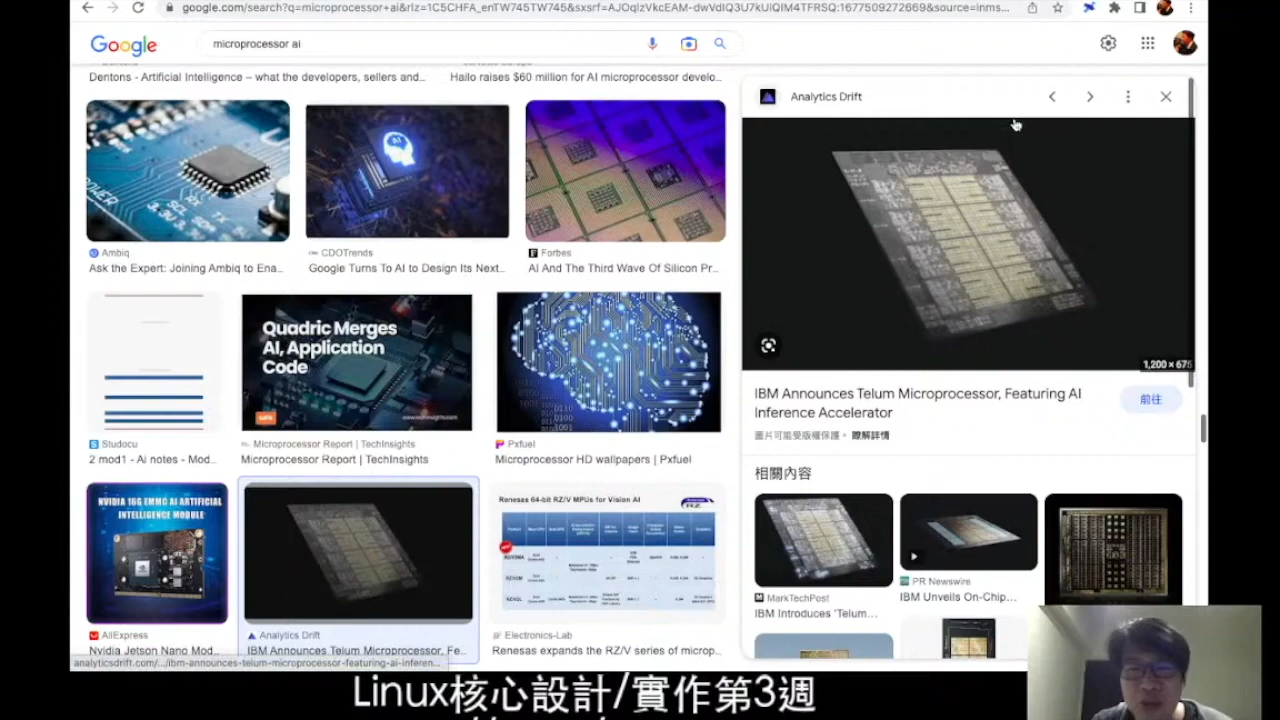 google.com/search?q=microprocessor+ai&rlz=1C5CHFA_enTW745TW745&sxsrf=AJOqlzVkcEAM-dwVdIQ3U7kUIQIM4TFRSQ:1677509272669&source=inms...
Google
microprocessor ai
Dentons - Artificial Intelligence – what the developers, sellers and...
Hailo raises $60 million for AI microprocessor develo...
Analytics Drift
AI
POWER
RX TX
3.3V
Ambiq
Ask the Expert: Joining Ambiq to Ena...
CDOTrends
Google Turns To AI to Design Its Next...
Forbes
AI And The Third Wave Of Silicon Pr...
1,200 × 675
Quadric Merges
AI, Application
Code
IBM Announces Telum Microprocessor, Featuring AI
Inference Accelerator
前往
圖片可能受版權保護。 瞭解詳情
Studocu
2 mod1 - Ai notes - Mod...
Microprocessor Report | TechInsights
Microprocessor Report | TechInsights
Pxfuel
Microprocessor HD wallpapers | Pxfuel
相關內容
NVIDIA 16G EMMC AI ARTIFICIAL
INTELLIGENCE MODULE
Renesas 64-bit RZ/V MPUs for Vision AI
RENESAS
RZ
MarkTechPost
IBM Introduces 'Telum...
PR Newswire
IBM Unveils On-Chip...
AliExpress
Nvidia Jetson Nano Mod...
Analytics Drift
IBM Announces Telum Microprocessor, Fe...
Electronics-Lab
Renesas expands the RZ/V series of microp...
analyticsdrift.com/.../ibm-announces-telum-microprocessor-featuring-ai-inferen...
Linux核心設計/實作第3週